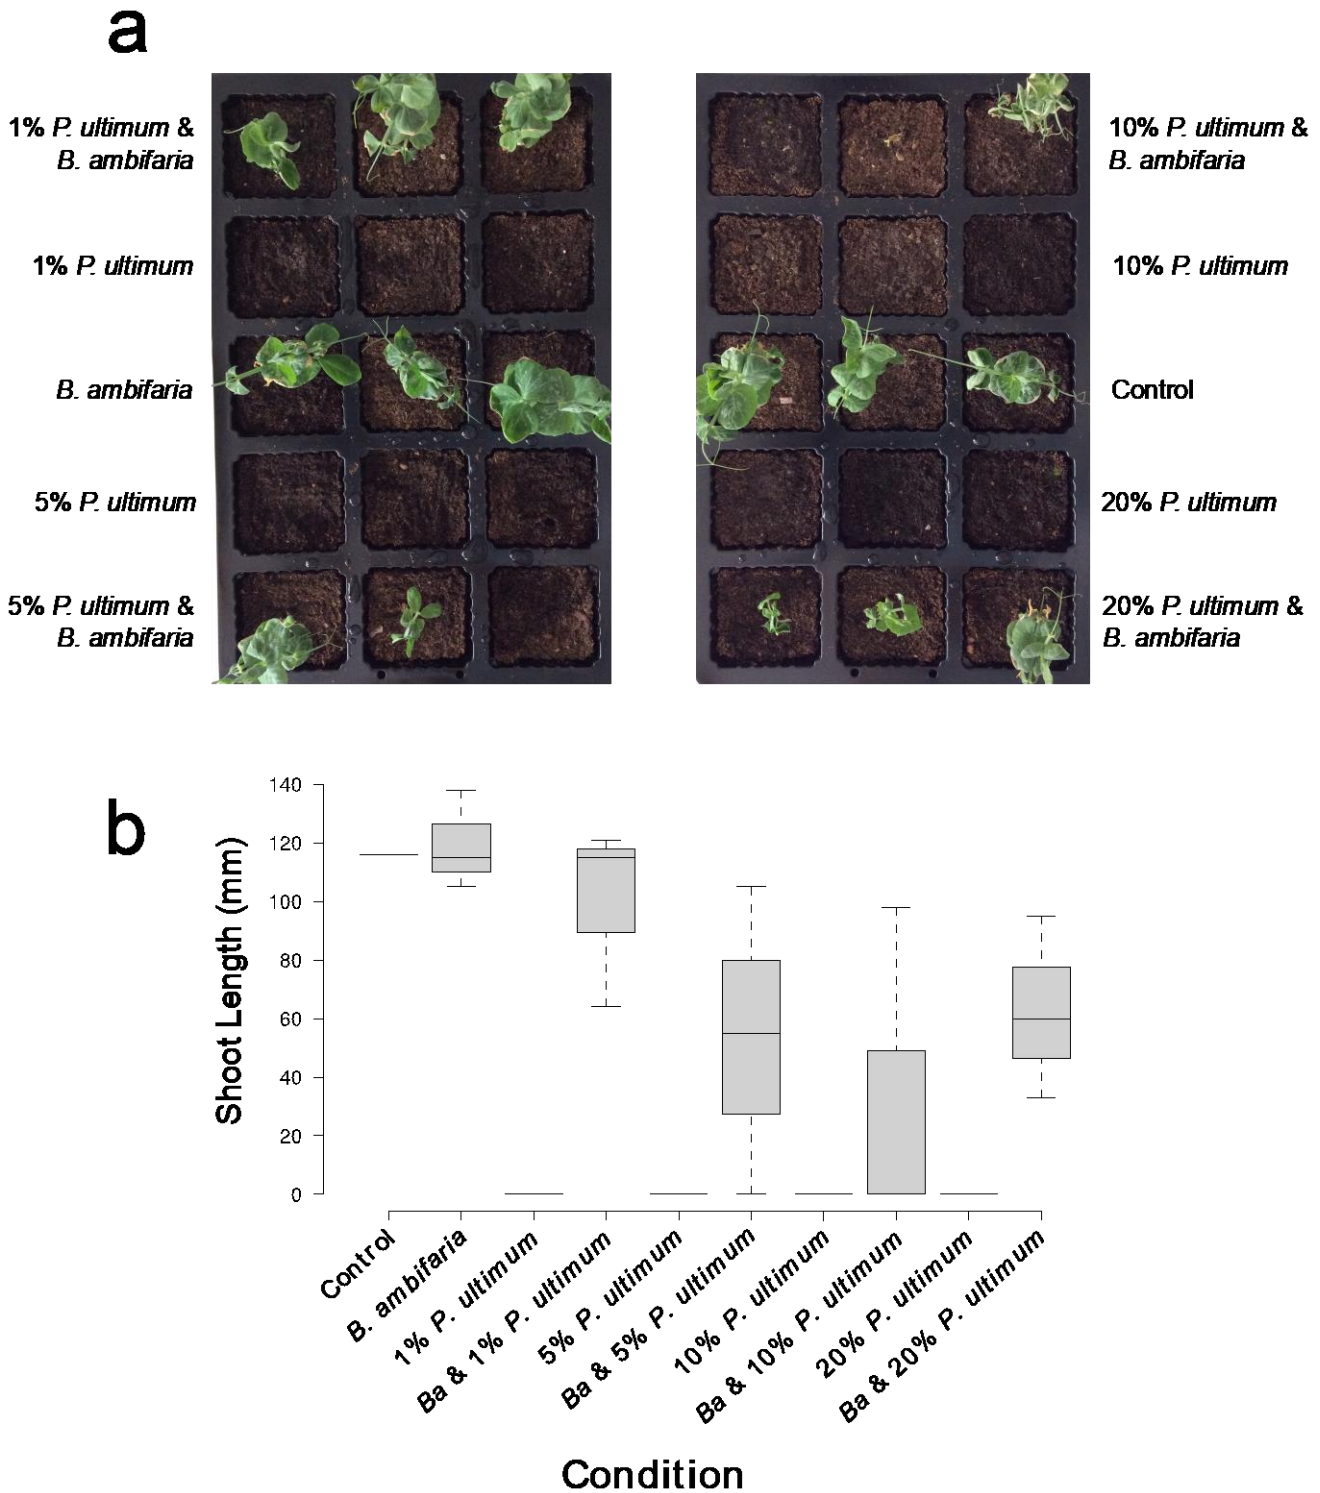 a
1% P. ultimum &
B. ambifaria
1% P. ultimum
B. ambifaria
5% P. ultimum
5% P. ultimum &
B. ambifaria
10% P. ultimum &
B. ambifaria
10% P. ultimum
Control
20% P. ultimum
20% P. ultimum &
B. ambifaria
b
Shoot Length (mm)
140
120
100
80
60
40
20
0
Control
B. ambifaria
1% P. ultimum
Ba & 1% P. ultimum
5% P. ultimum
Ba & 5% P. ultimum
10% P. ultimum
Ba & 10% P. ultimum
20% P. ultimum
Ba & 20% P. ultimum
Condition